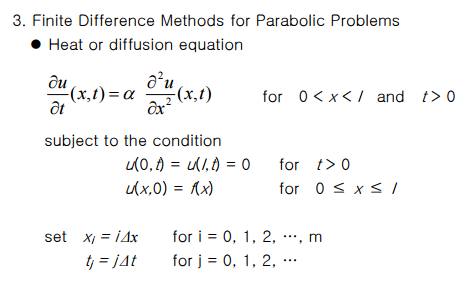 3. Finite Difference Methods for Parabolic Problems
● Heat or diffusion equation
∂u/∂t (x,t) = α ∂²u/∂x² (x,t) for 0 < x < l and t > 0
subject to the condition
u(0,t) = u(l,t) = 0 for t > 0
u(x,0) = f(x) for 0 ≤ x ≤ l
set xᵢ = iΔx for i = 0, 1, 2, ⋯, m
tⱼ = jΔt for j = 0, 1, 2, ⋯